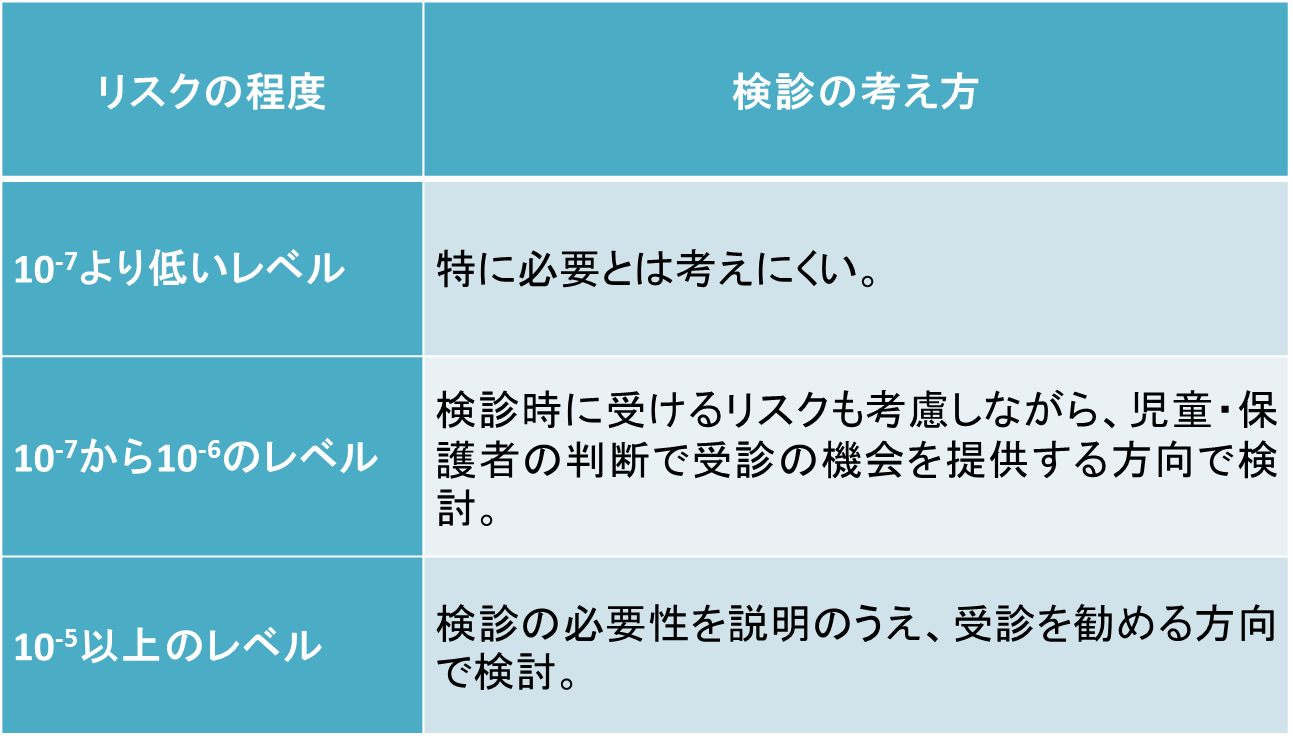 リスクの程度
検診の考え方
10-7より低いレベル
特に必要とは考えにくい。
10-7から10-6のレベル
検診時に受けるリスクも考慮しながら、児童・保
護者の判断で受診の機会を提供する方向で検
討。
10-5以上のレベル
検診の必要性を説明のうえ、受診を勧める方向
で検討。